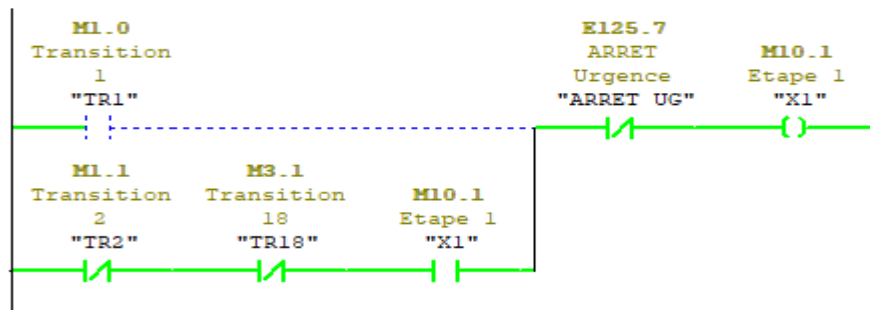 M1.0
Transition
1
"TR1"
E125.7
ARRET
Urgence
"ARRET UG"
M10.1
Etape 1
"X1"
M1.1
Transition
2
"TR2"
M3.1
Transition
18
"TR18"
M10.1
Etape 1
"X1"